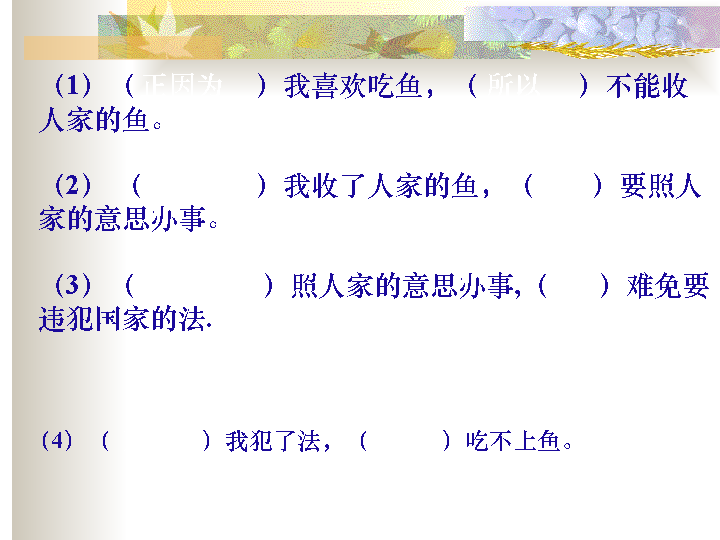 （1）（正因为　）我喜欢吃鱼，（所以　）不能收
人家的鱼。
（2）（　　　）我收了人家的鱼，（　　）要照人
家的意思办事。
（3）（　　　）照人家的意思办事,（　　）难免要
违犯国家的法.
（4）（　　　）我犯了法，（　　　）吃不上鱼。